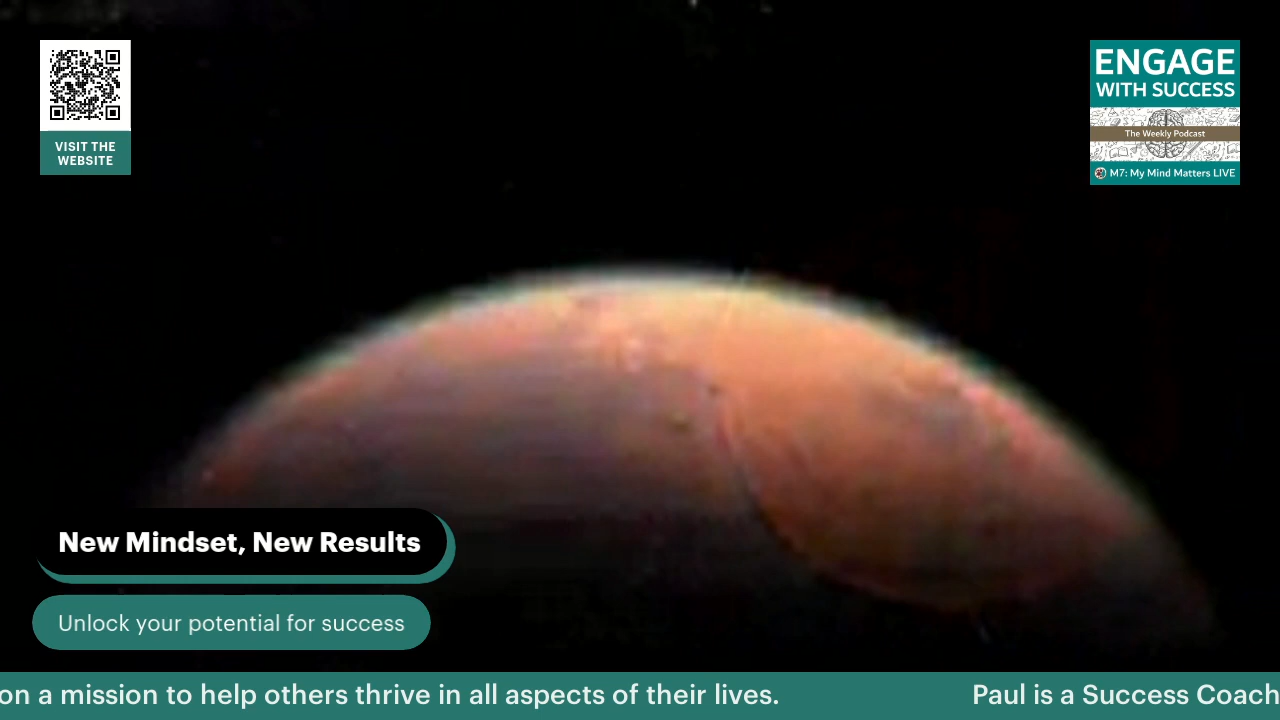 VISIT THE
WEBSITE
ENGAGE
WITH SUCCESS
The Weekly Podcast
M7: My Mind Matters LIVE
New Mindset, New Results
Unlock your potential for success
on a mission to help others thrive in all aspects of their lives. Paul is a Success Coach